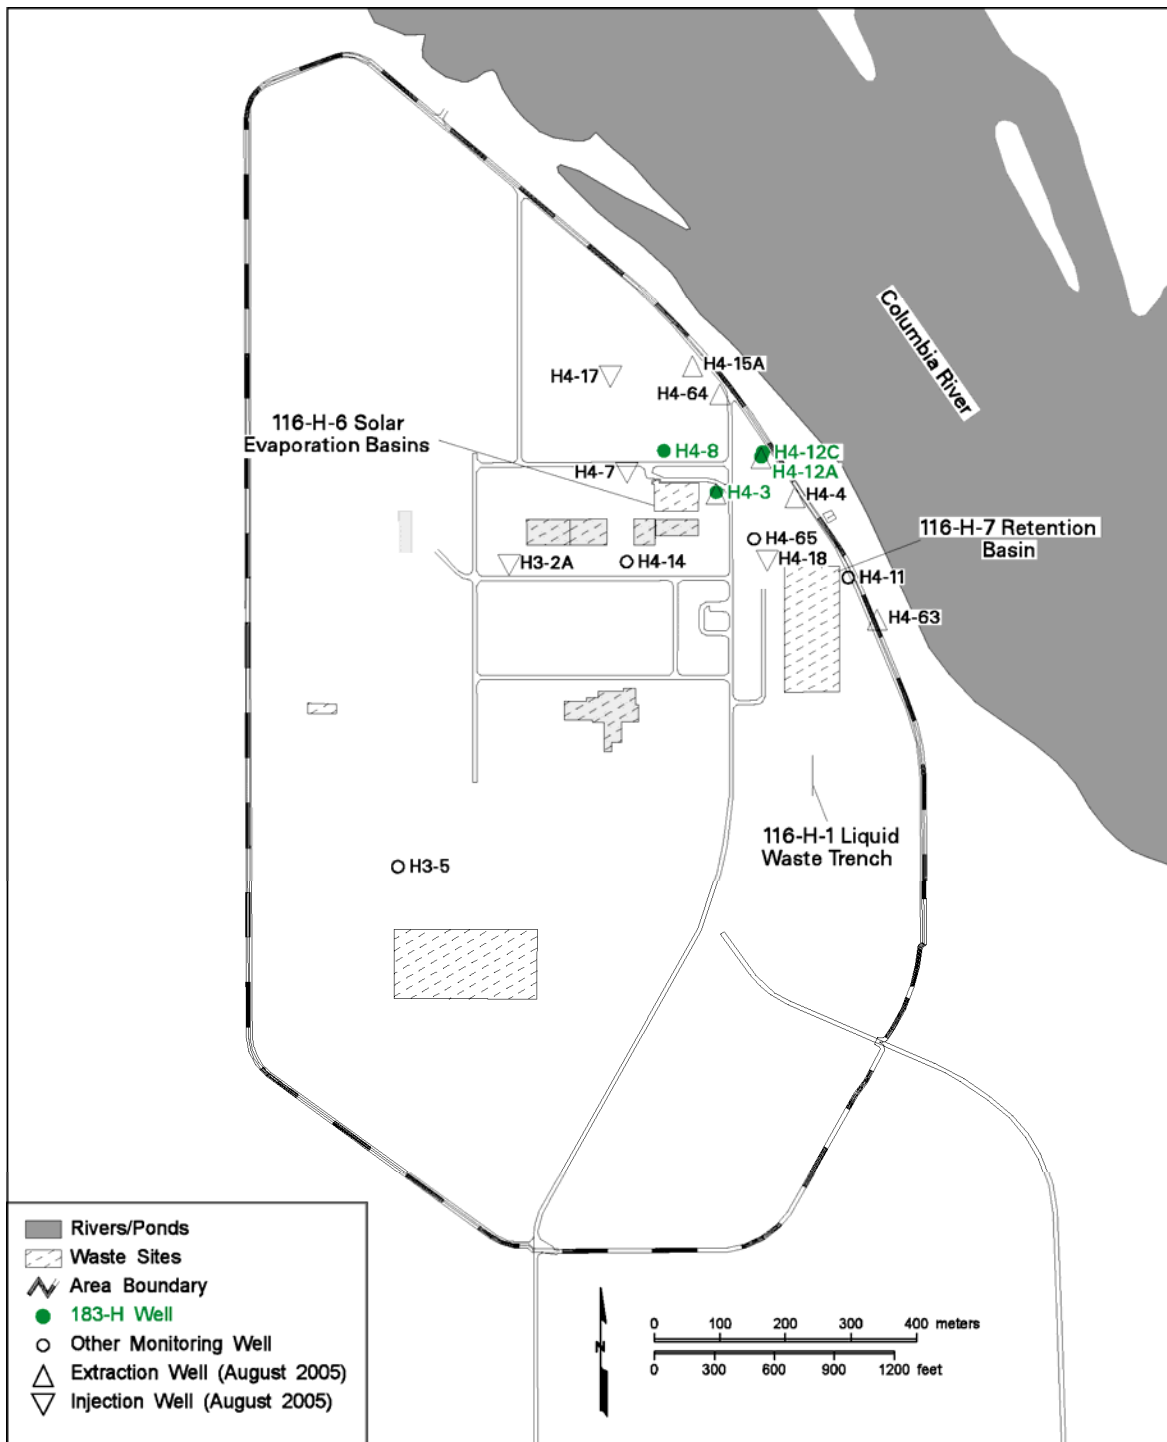 Columbia River
H4-15A
H4-17
H4-64
116-H-6 Solar
Evaporation Basins
H4-8
H4-12C
H4-7
H4-12A
H4-3
H4-4
116-H-7 Retention
Basin
H4-65
H3-2A
H4-14
H4-18
H4-11
H4-63
116-H-1 Liquid
Waste Trench
H3-5
Rivers/Ponds
Waste Sites
Area Boundary
183-H Well
Other Monitoring Well
Extraction Well (August 2005)
Injection Well (August 2005)
N
0 100 200 300 400 meters
0 300 600 900 1200 feet